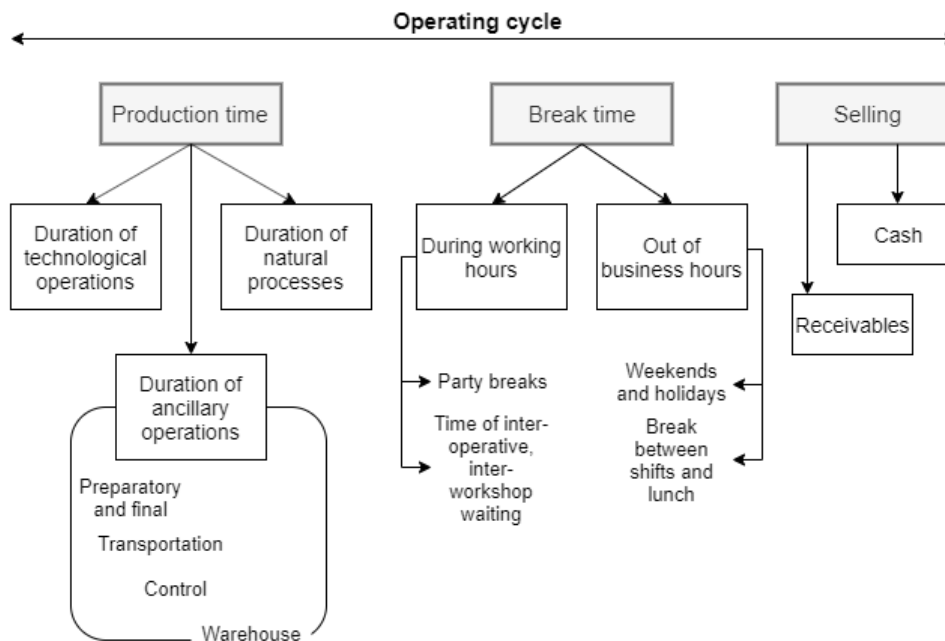 Operating cycle
Production time
Break time
Selling
Duration of
technological
operations
Duration of
natural
processes
During working
hours
Out of
business hours
Cash
Receivables
Duration of
ancillary
operations
Preparatory
and final
Transportation
Control
Warehouse
Party breaks
Time of inter-
operative,
inter-
workshop
waiting
Weekends
and holidays
Break
between
shifts and
lunch